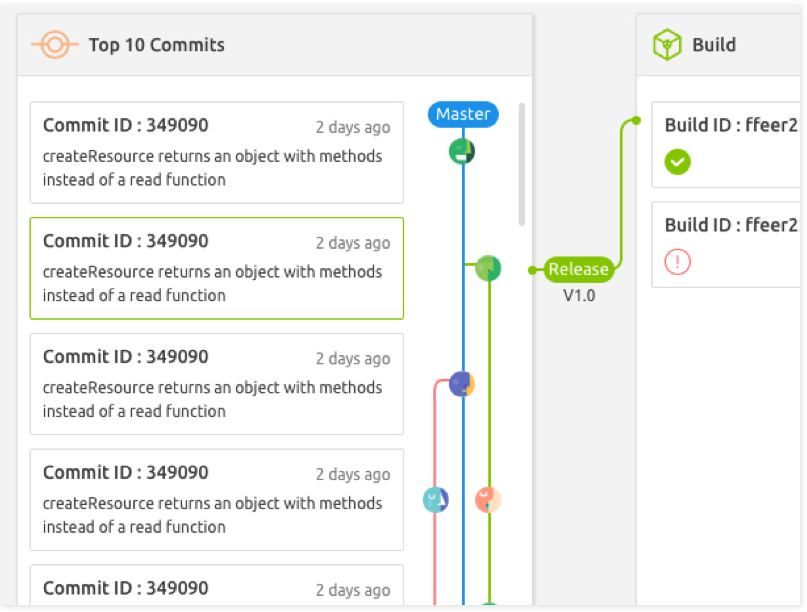 Top 10 Commits
Commit ID : 349090
2 days ago
createResource returns an object with methods
instead of a read function
Commit ID : 349090
2 days ago
createResource returns an object with methods
instead of a read function
Commit ID : 349090
2 days ago
createResource returns an object with methods
instead of a read function
Commit ID : 349090
2 days ago
createResource returns an object with methods
instead of a read function
Commit ID : 349090
2 days ago
Master
Release
V1.0
Build
Build ID : ffeer2
Build ID : ffeer2